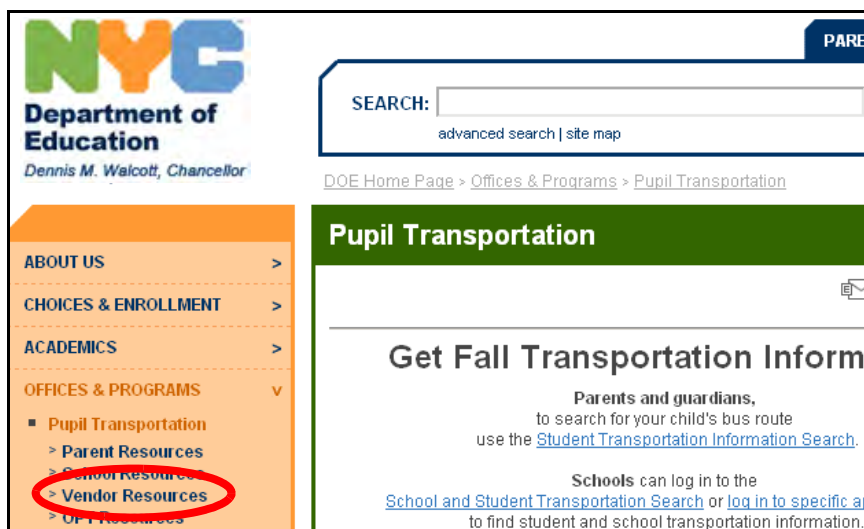 NYC
Department of
Education
Dennis M. Walcott, Chancellor
PARE
SEARCH:
advanced search | site map
DOE Home Page > Offices & Programs > Pupil Transportation
ABOUT US >
CHOICES & ENROLLMENT >
ACADEMICS >
OFFICES & PROGRAMS v
Pupil Transportation
> Parent Resources
> School Resources
> Vendor Resources
> OPT Resources
Pupil Transportation
Get Fall Transportation Inform
Parents and guardians,
to search for your child's bus route
use the Student Transportation Information Search.
Schools can log in to the
School and Student Transportation Search or log in to specific a
to find student and school transportation information